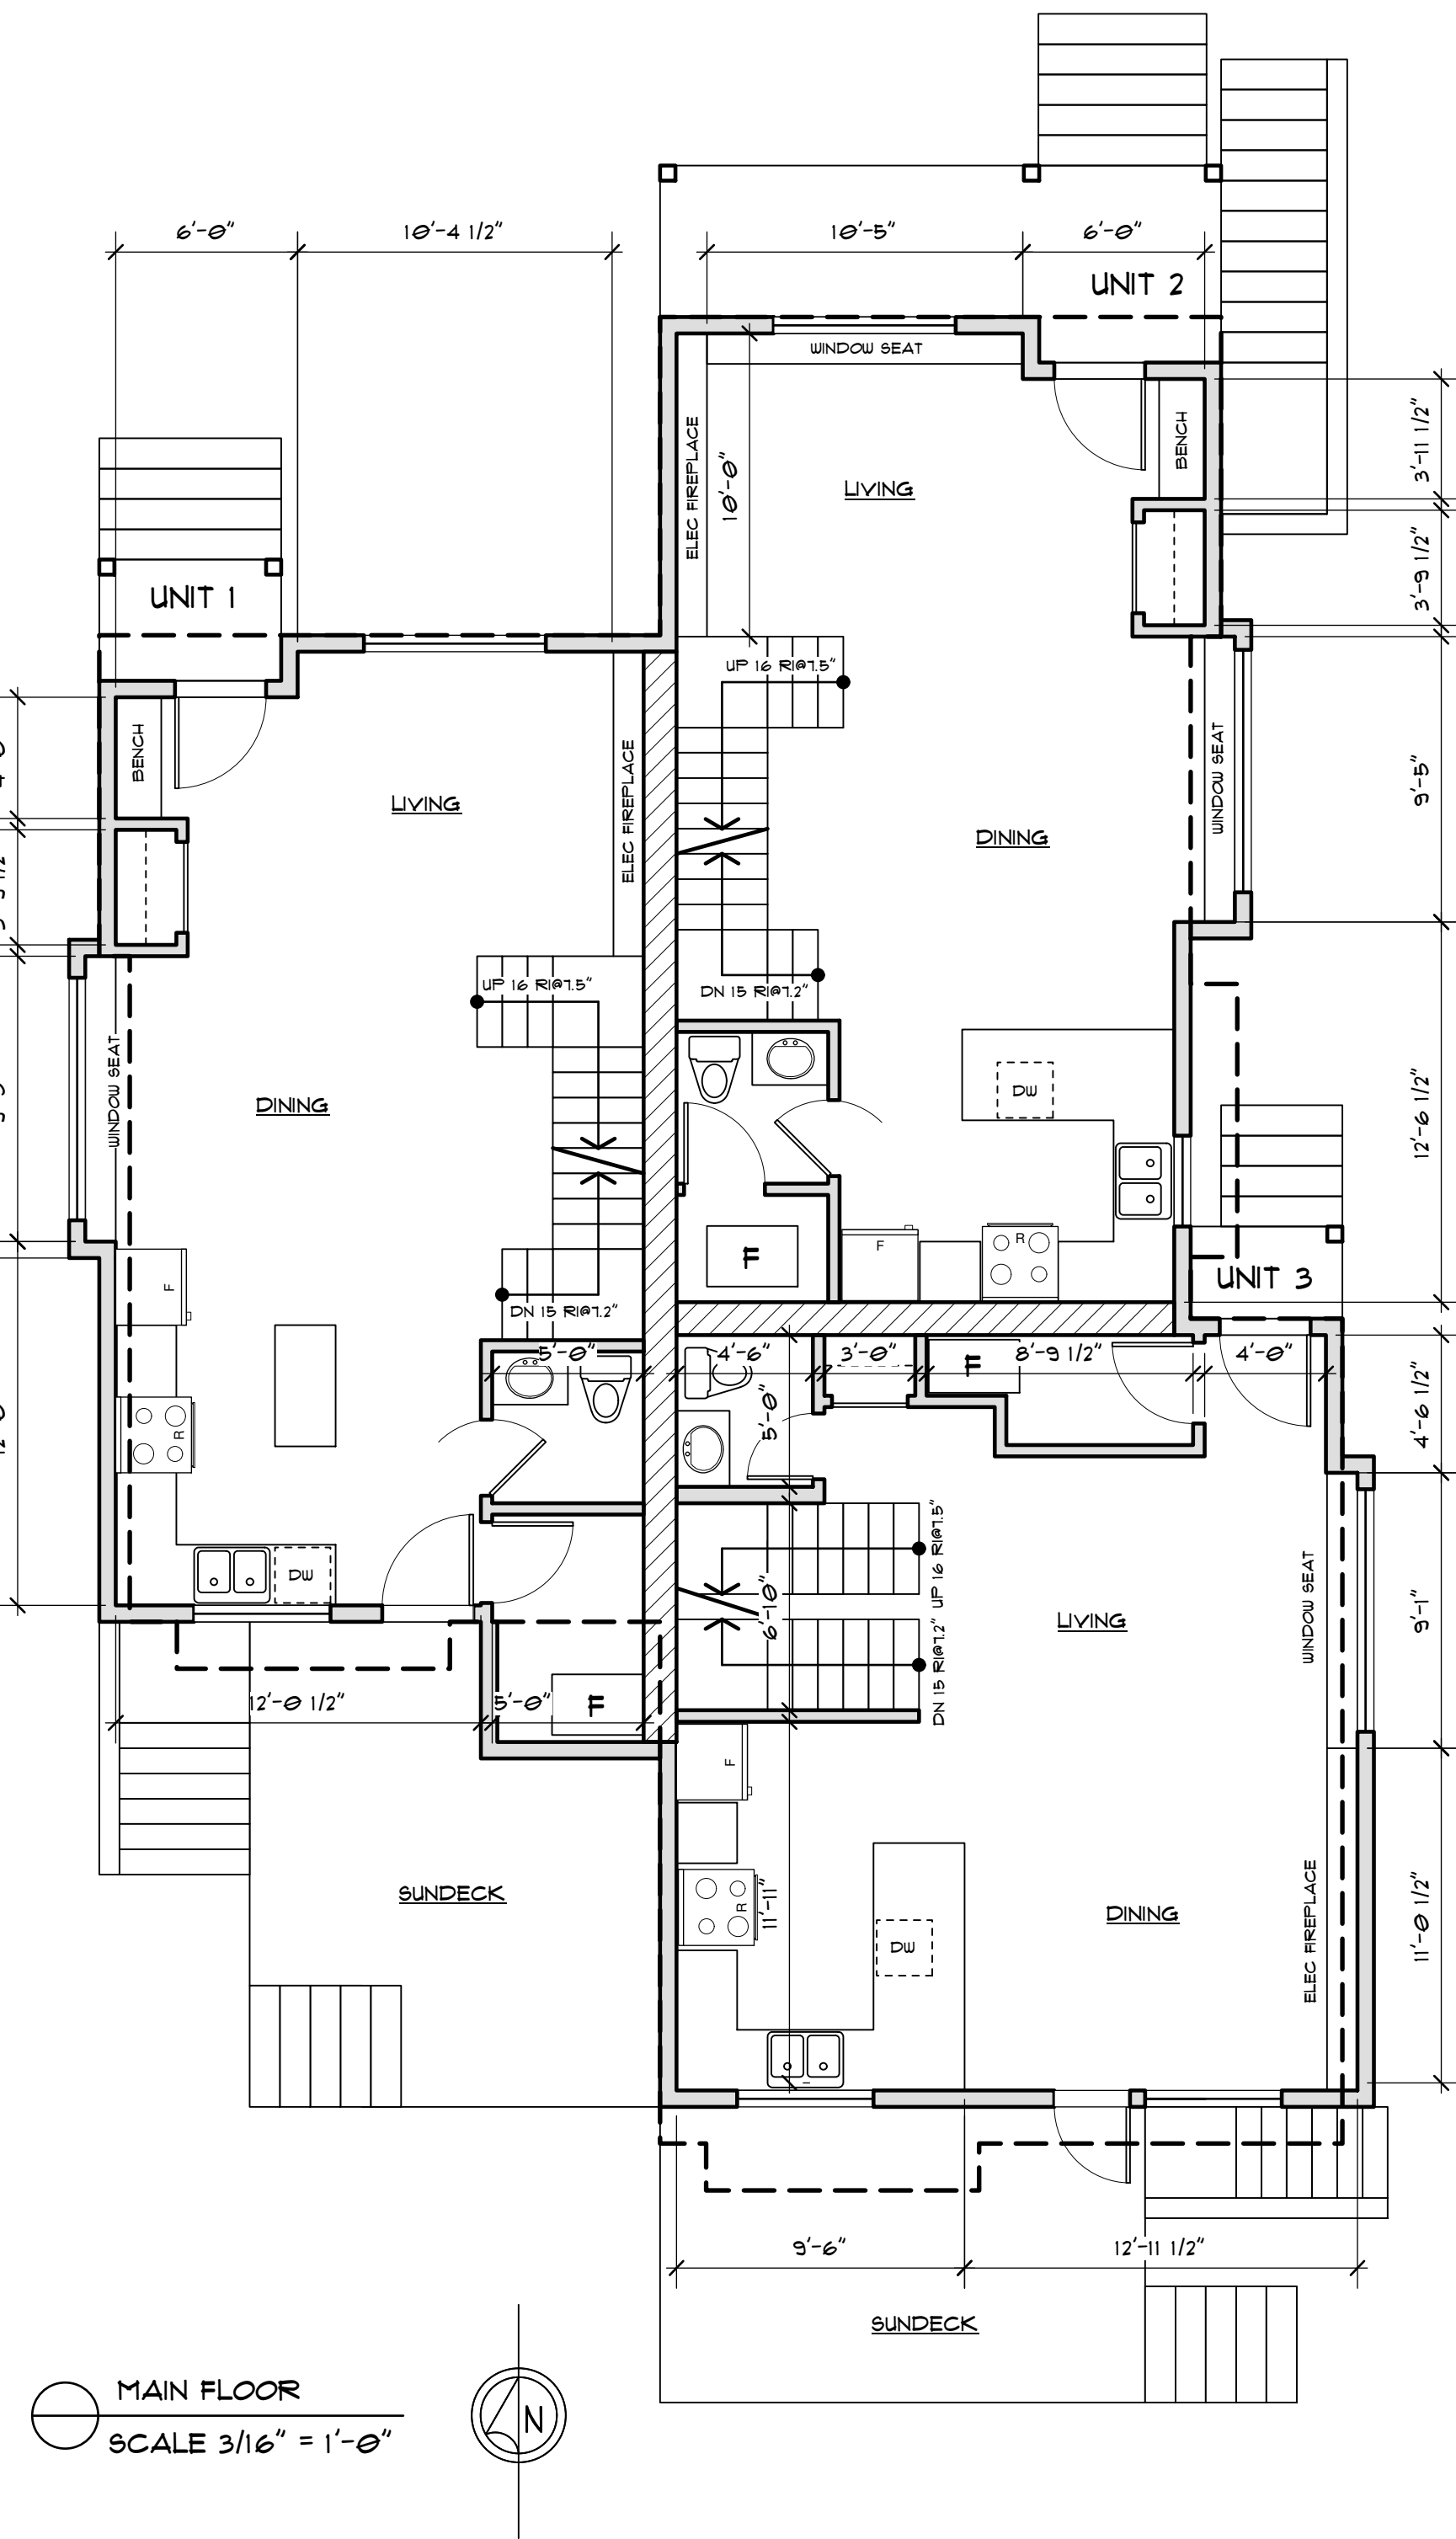 6'-0"
10'-4 1/2"
10'-5"
6'-0"
UNIT 2
WINDOW SEAT
ELEC FIREPLACE
10'-0"
LIVING
BENCH
3'-11 1/2"
3'-9 1/2"
UNIT 1
BENCH
LIVING
ELEC FIREPLACE
UP 16 RI@7.5"
DINING
WINDOW SEAT
9'-5"
UP 16 RI@7.5"
DN 15 RI@7.2"
WINDOW SEAT
DINING
DW
12'-6 1/2"
F
F
R
F
UNIT 3
DN 15 RI@7.2"
5'-0"
4'-6"
3'-0"
F
8'-9 1/2"
4'-0"
5'-0"
4'-6 1/2"
R
DW
UP 16 RI@7.5"
DN 15 RI@7.2"
6'-10"
LIVING
WINDOW SEAT
9'-1"
12'-0 1/2"
5'-0"
F
F
SUNDECK
R
11'-11"
DW
DINING
ELEC FIREPLACE
11'-0 1/2"
9'-6"
12'-11 1/2"
SUNDECK
MAIN FLOOR
SCALE 3/16" = 1'-0"
N